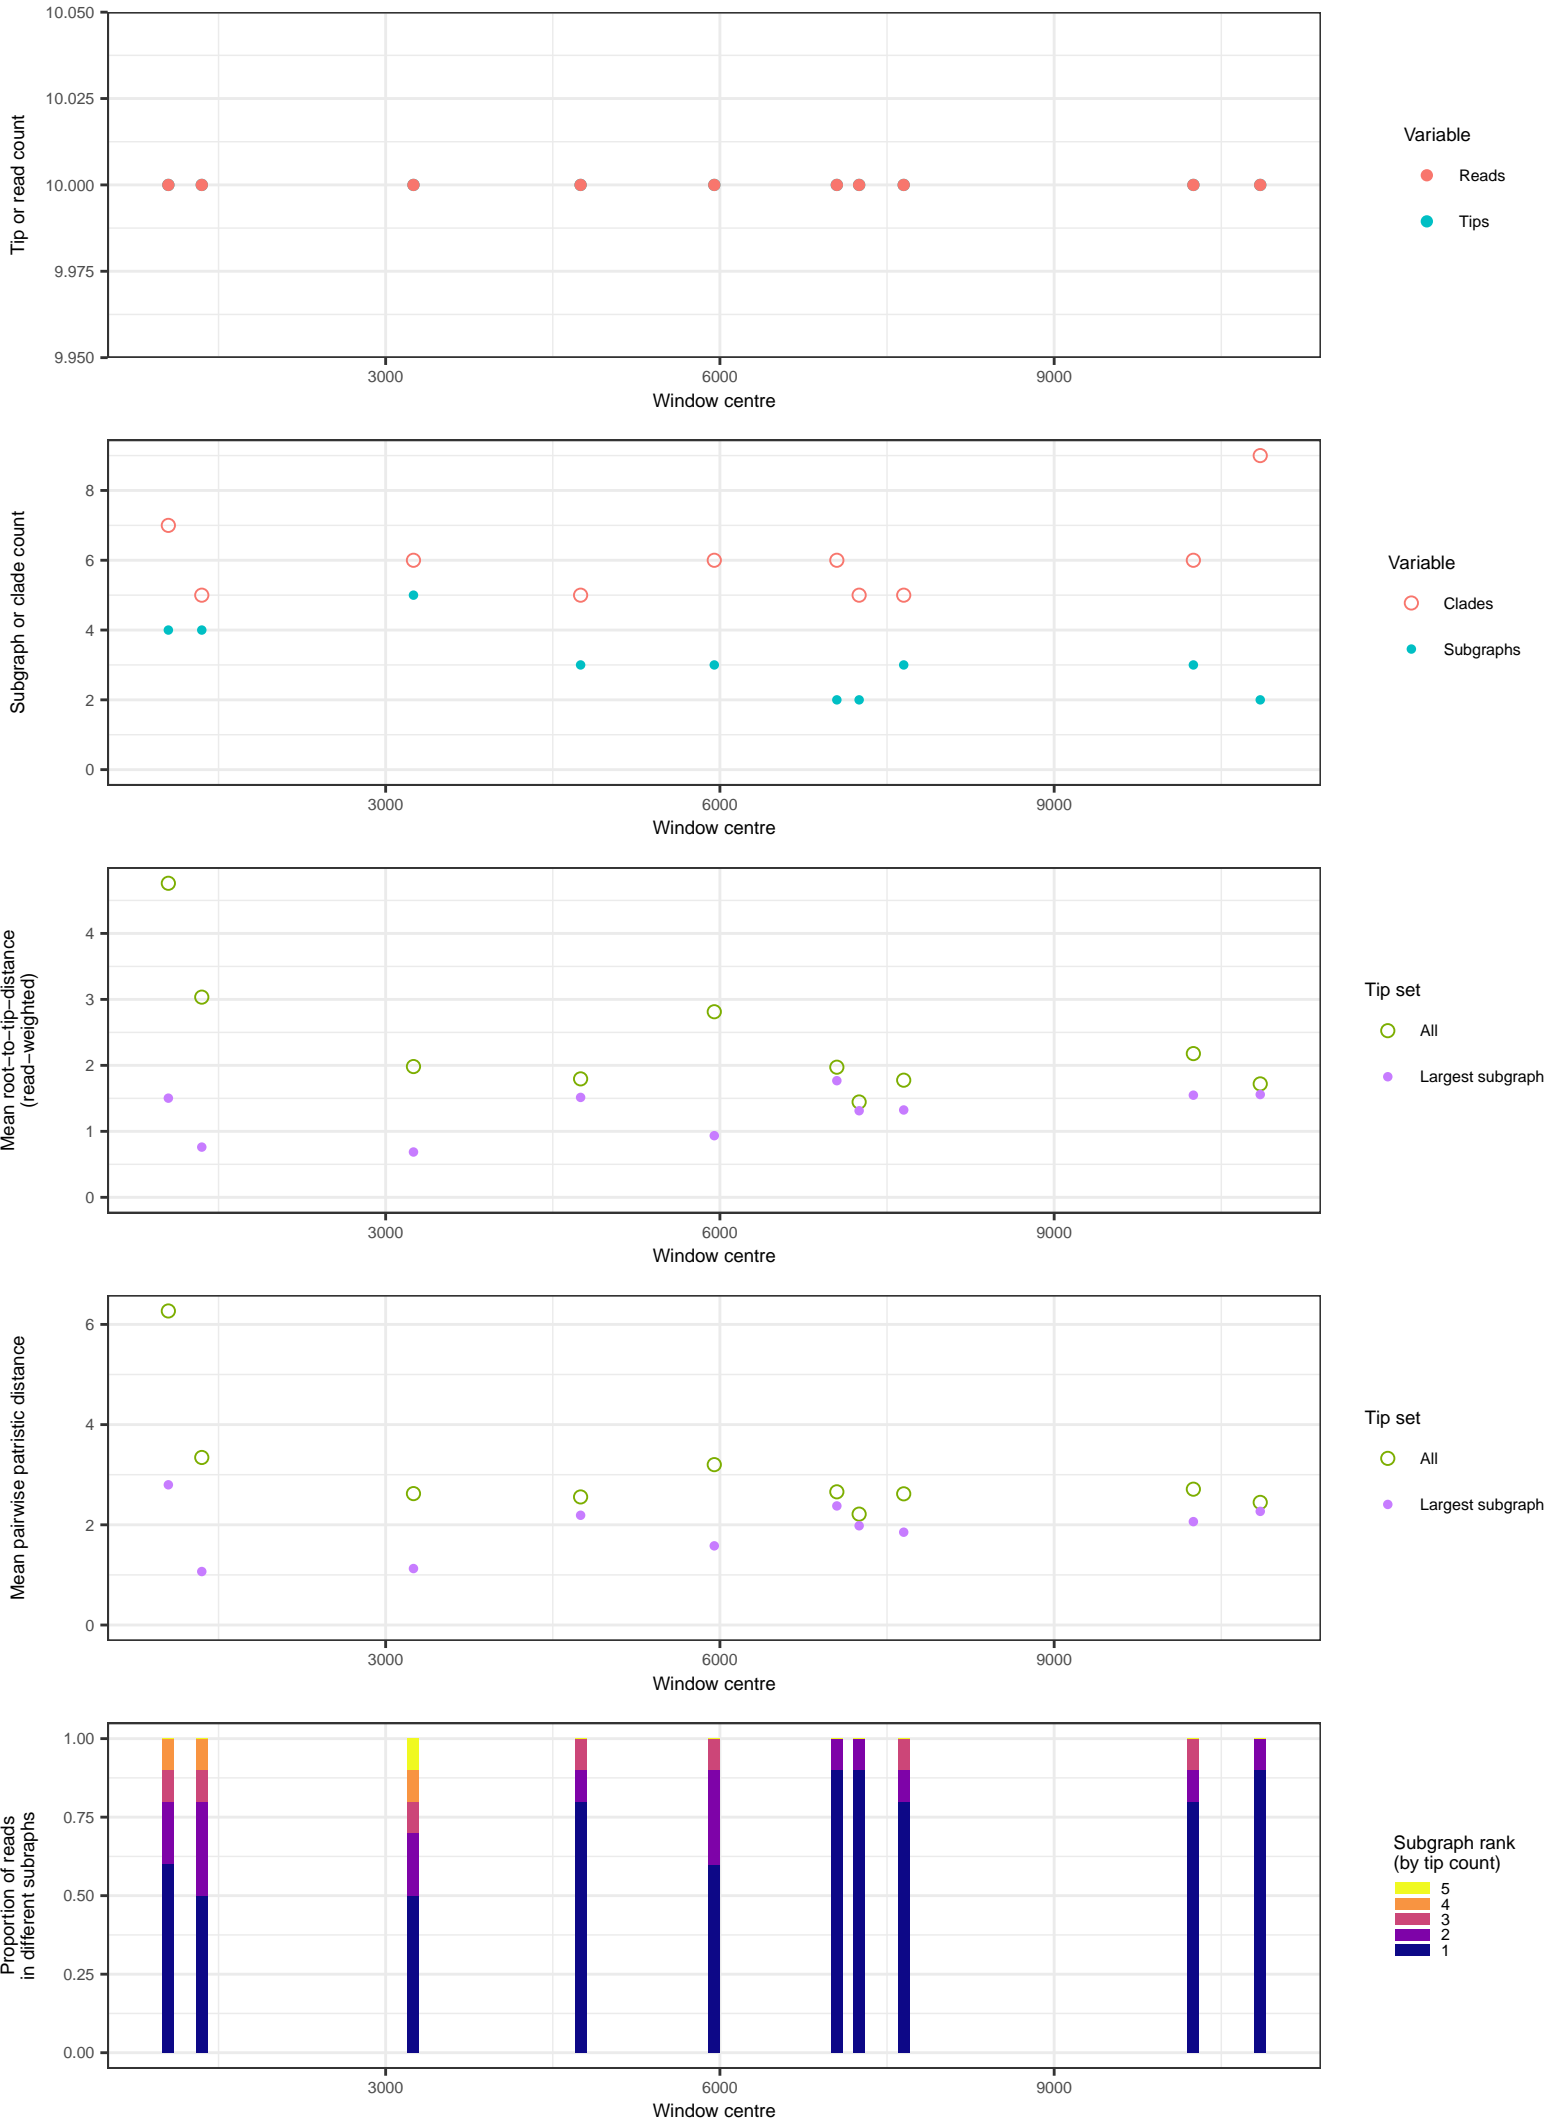 10.050
10.025
10.000
9.975
9.950
Tip or read count
3000
6000
9000
Window centre
Variable
Reads
Tips
8
6
4
2
0
Subgraph or clade count
3000
6000
9000
Window centre
Variable
Clades
Subgraphs
4
3
2
1
0
Mean root−to−tip−distance
(read−weighted)
3000
6000
9000
Window centre
Tip set
All
Largest subgraph
6
4
2
0
Mean pairwise patristic distance
3000
6000
9000
Window centre
Tip set
All
Largest subgraph
1.00
0.75
0.50
0.25
0.00
Proportion of reads
in different subraphs
3000
6000
9000
Window centre
Subgraph rank
(by tip count)
5
4
3
2
1